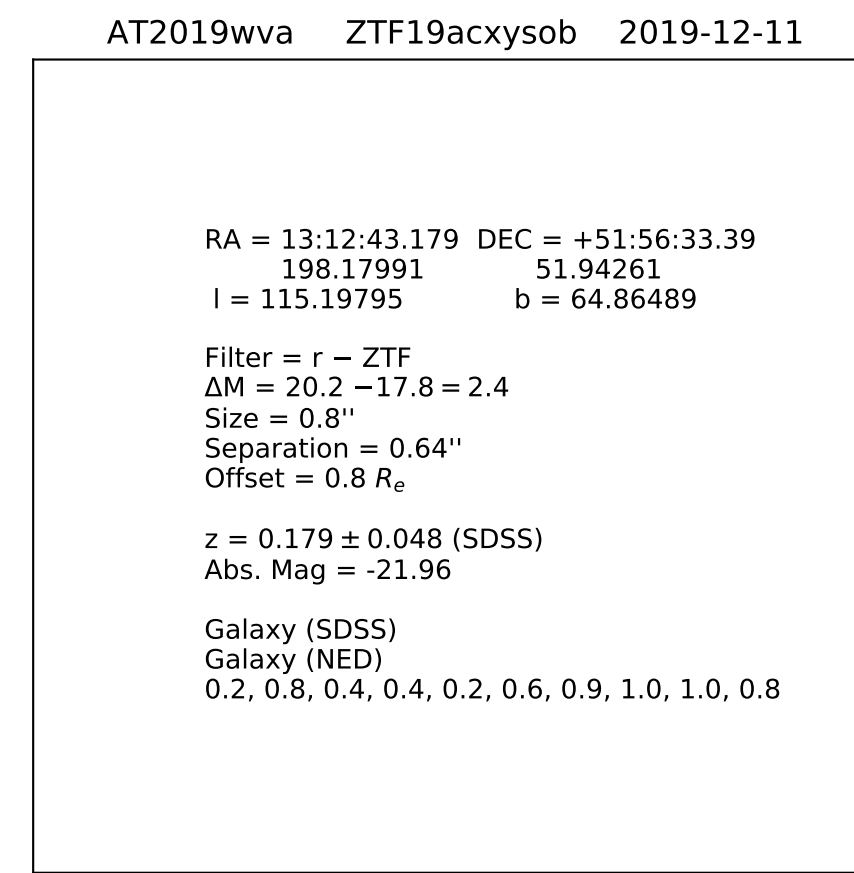 AT2019wva ZTF19acxysob 2019-12-11
RA = 13:12:43.179 DEC = +51:56:33.39
198.17991 51.94261
l = 115.19795 b = 64.86489
Filter = r − ZTF
ΔM = 20.2 −17.8 = 2.4
Size = 0.8''
Separation = 0.64''
Offset = 0.8 Re
z = 0.179 ± 0.048 (SDSS)
Abs. Mag = -21.96
Galaxy (SDSS)
Galaxy (NED)
0.2, 0.8, 0.4, 0.4, 0.2, 0.6, 0.9, 1.0, 1.0, 0.8